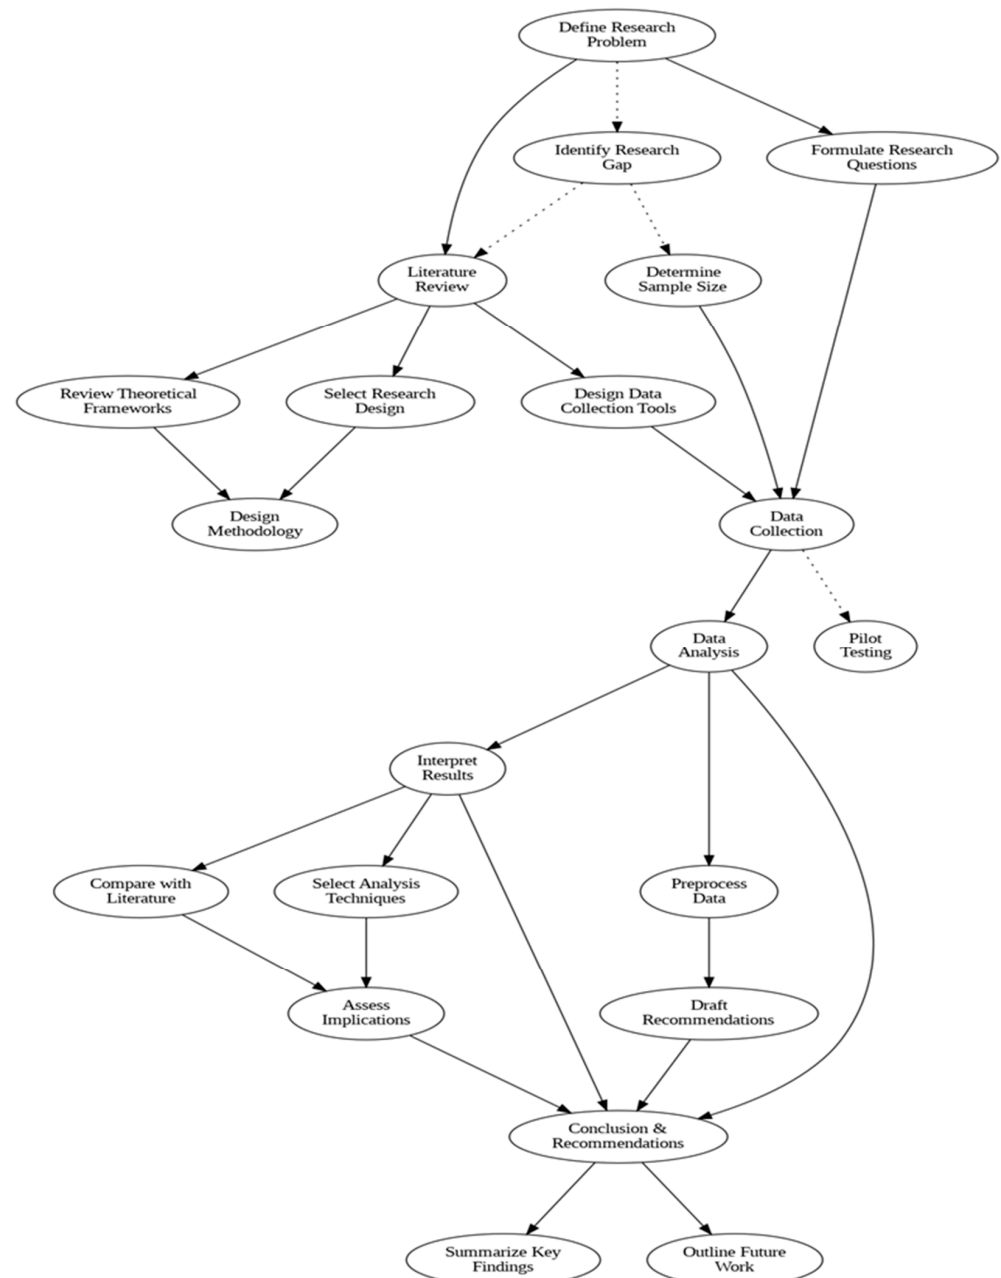 Define Research
Problem
Identify Research
Gap
Formulate Research
Questions
Literature
Review
Determine
Sample Size
Review Theoretical
Frameworks
Select Research
Design
Design Data
Collection Tools
Design
Methodology
Data
Collection
Data
Analysis
Pilot
Testing
Interpret
Results
Compare with
Literature
Select Analysis
Techniques
Preprocess
Data
Assess
Implications
Draft
Recommendations
Conclusion &
Recommendations
Summarize Key
Findings
Outline Future
Work